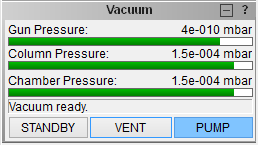 Vacuum — ?
Gun Pressure: 4e-010 mbar
Column Pressure: 1.5e-004 mbar
Chamber Pressure: 1.5e-004 mbar
Vacuum ready.
STANDBY VENT PUMP